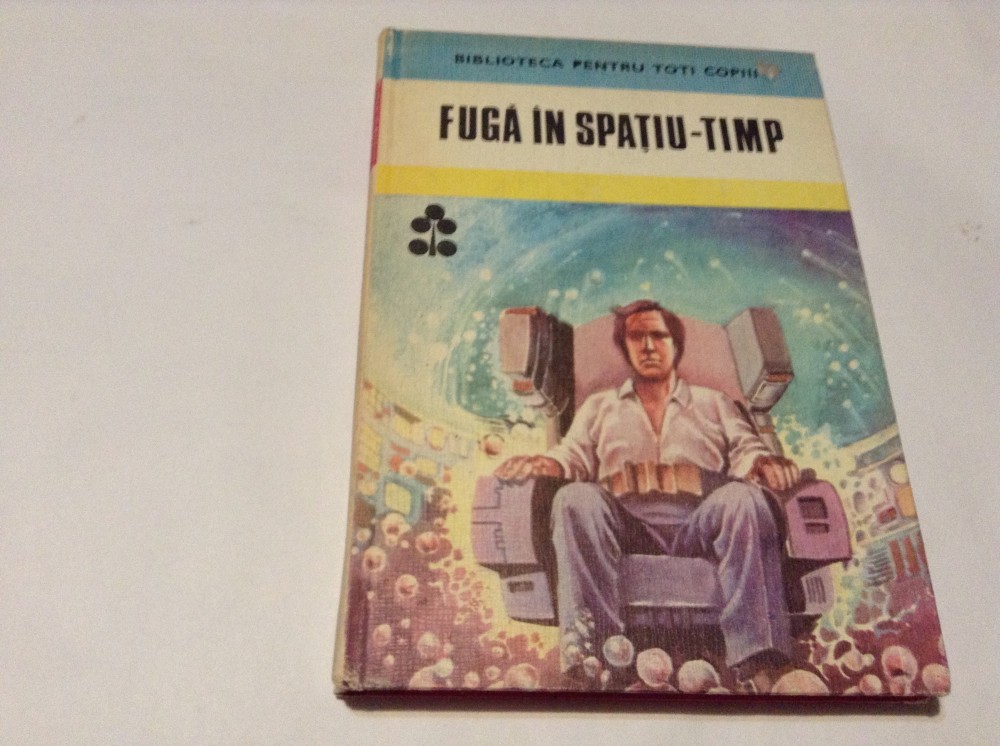 BIBLIOTECA PENTRU TOȚI COPIII
FUGĂ ÎN SPAȚIU-TIMP